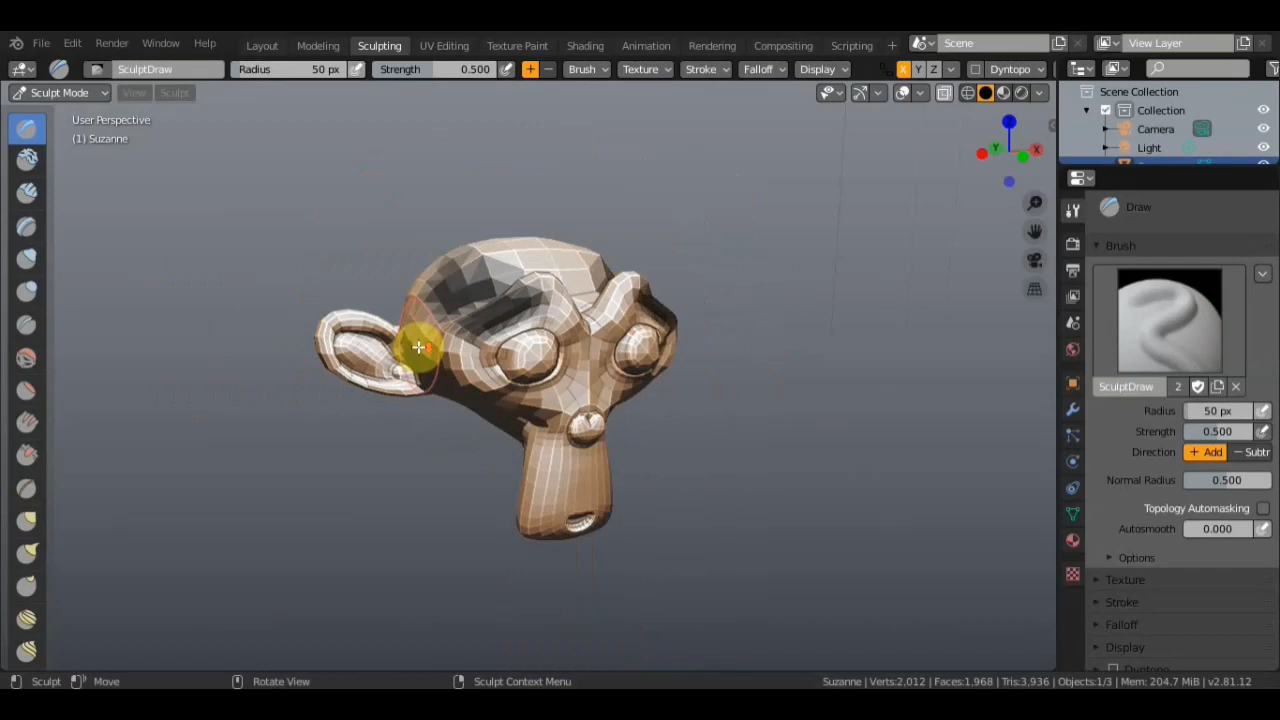 File Edit Render Window Help Layout Modeling Sculpting UV Editing Texture Paint Shading Animation Rendering Compositing Scripting + Scene View Layer
SculptDraw Radius 50 px Strength 0.500 + − Brush Texture Stroke Falloff Display X Y Z Dyntopo
Sculpt Mode View Sculpt
User Perspective
(1) Suzanne
Z
Y X
Scene Collection
Collection
Camera
Light
Draw
Brush
SculptDraw 2
Radius 50 px
Strength 0.500
Direction + Add − Subtr
Normal Radius 0.500
Topology Automasking
Autosmooth 0.000
Options
Texture
Stroke
Falloff
Display
Sculpt Move Rotate View Sculpt Context Menu Suzanne | Verts:2,012 | Faces:1,968 | Tris:3,936 | Objects:1/3 | Mem: 204.7 MiB | v2.81.12